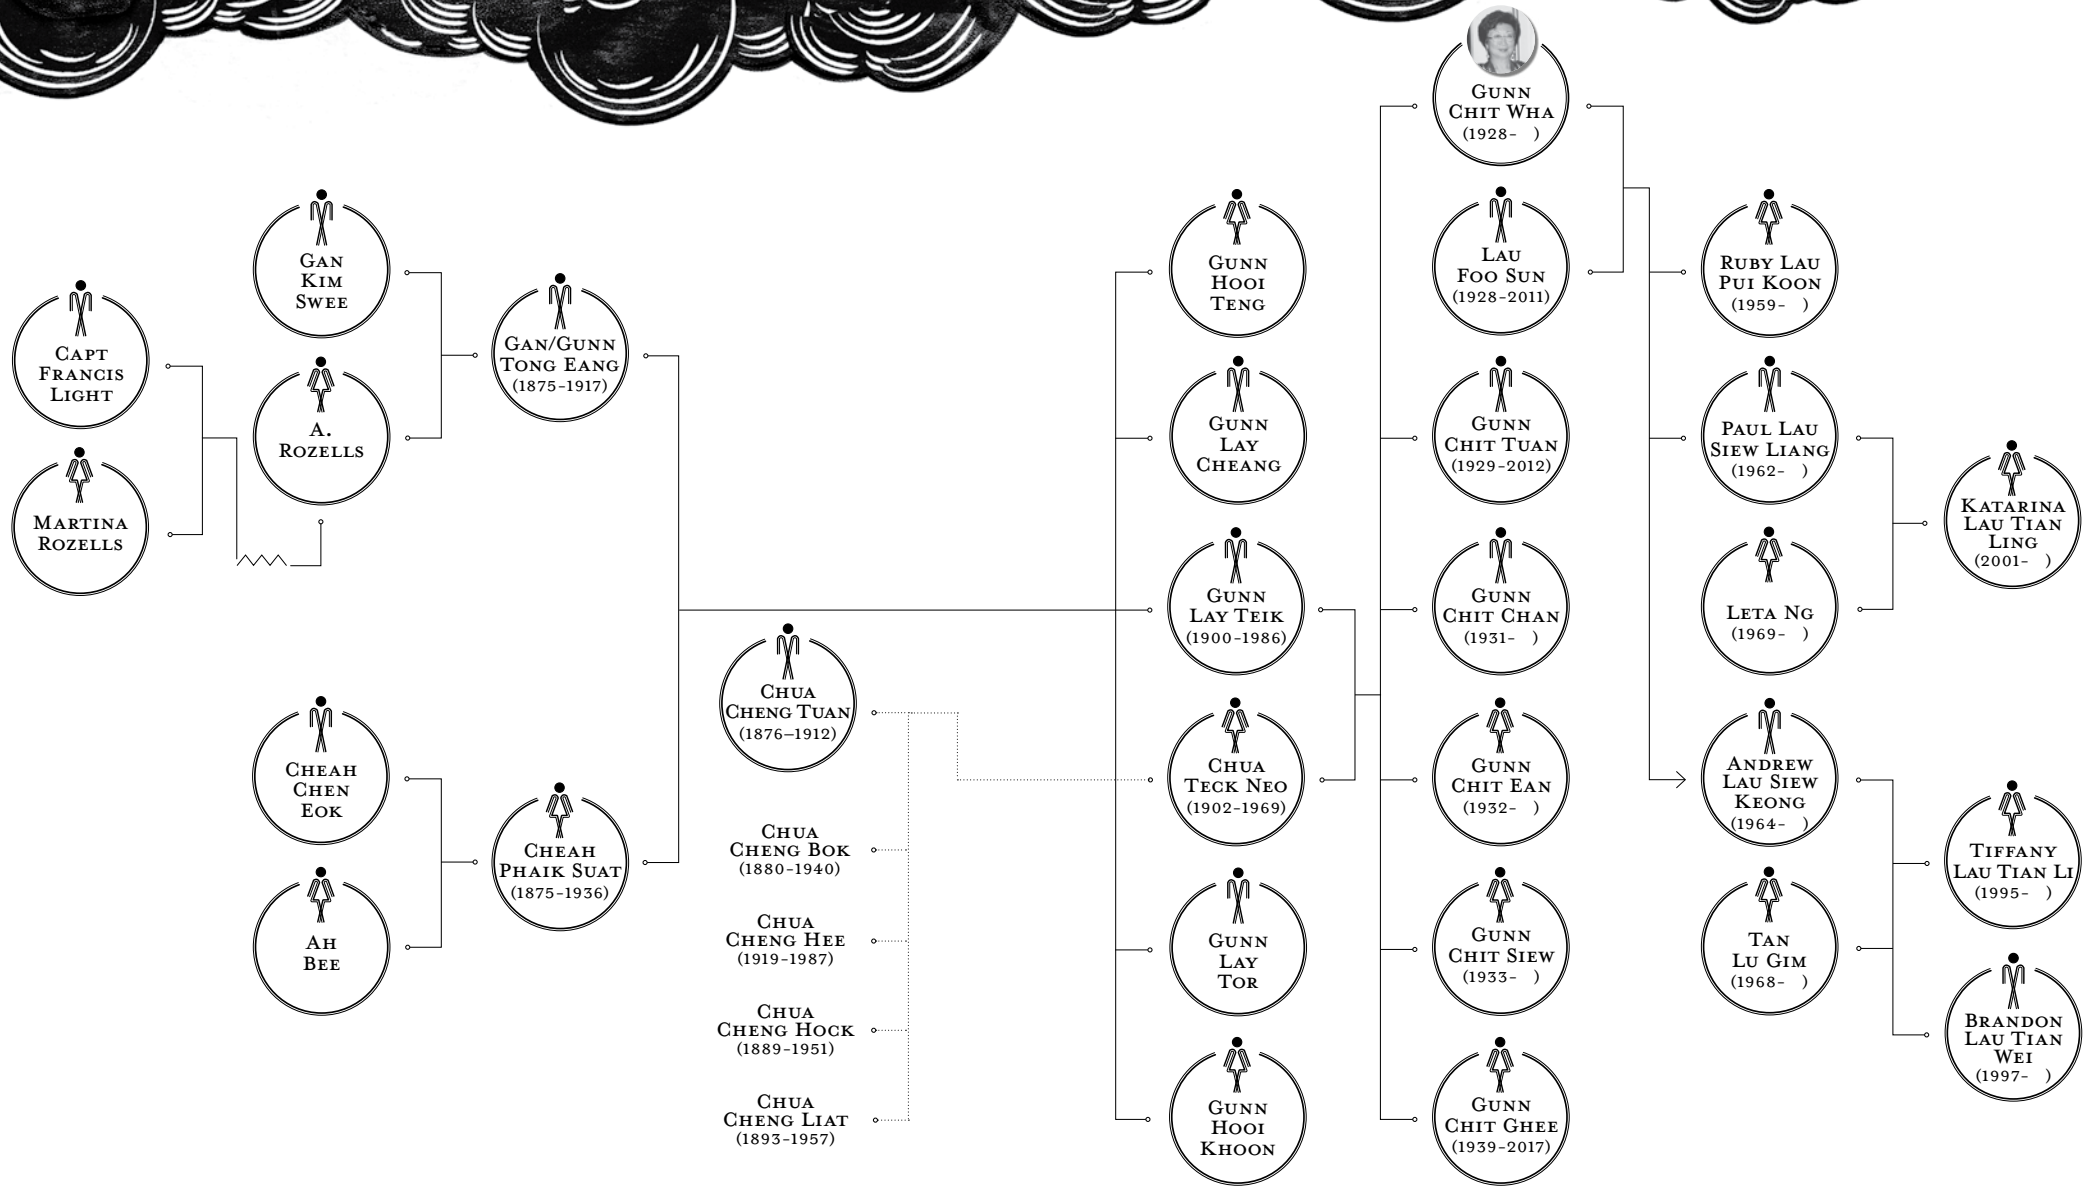 CAPT
FRANCIS
LIGHT
MARTINA
ROZELLS
GAN
KIM
SWEE
A.
ROZELLS
CHEAH
CHEN
EOK
AH
BEE
GAN/GUNN
TONG EANG
(1875-1917)
CHEAH
PHAIK SUAT
(1875-1936)
CHUA
CHENG TUAN
(1876–1912)
CHUA
CHENG BOK
(1880-1940)
CHUA
CHENG HEE
(1919-1987)
CHUA
CHENG HOCK
(1889-1951)
CHUA
CHENG LIAT
(1893-1957)
GUNN
HOOI
TENG
GUNN
LAY
CHEANG
GUNN
LAY TEIK
(1900-1986)
CHUA
TECK NEO
(1902-1969)
GUNN
LAY
TOR
GUNN
HOOI
KHOON
GUNN
CHIT WHA
(1928- )
LAU
FOO SUN
(1928-2011)
GUNN
CHIT TUAN
(1929-2012)
GUNN
CHIT CHAN
(1931- )
GUNN
CHIT EAN
(1932- )
GUNN
CHIT SIEW
(1933- )
GUNN
CHIT GHEE
(1939-2017)
RUBY LAU
PUI KOON
(1959- )
PAUL LAU
SIEW LIANG
(1962- )
LETA NG
(1969- )
ANDREW
LAU SIEW
KEONG
(1964- )
TAN
LU GIM
(1968- )
KATARINA
LAU TIAN
LING
(2001- )
TIFFANY
LAU TIAN LI
(1995- )
BRANDON
LAU TIAN
WEI
(1997- )